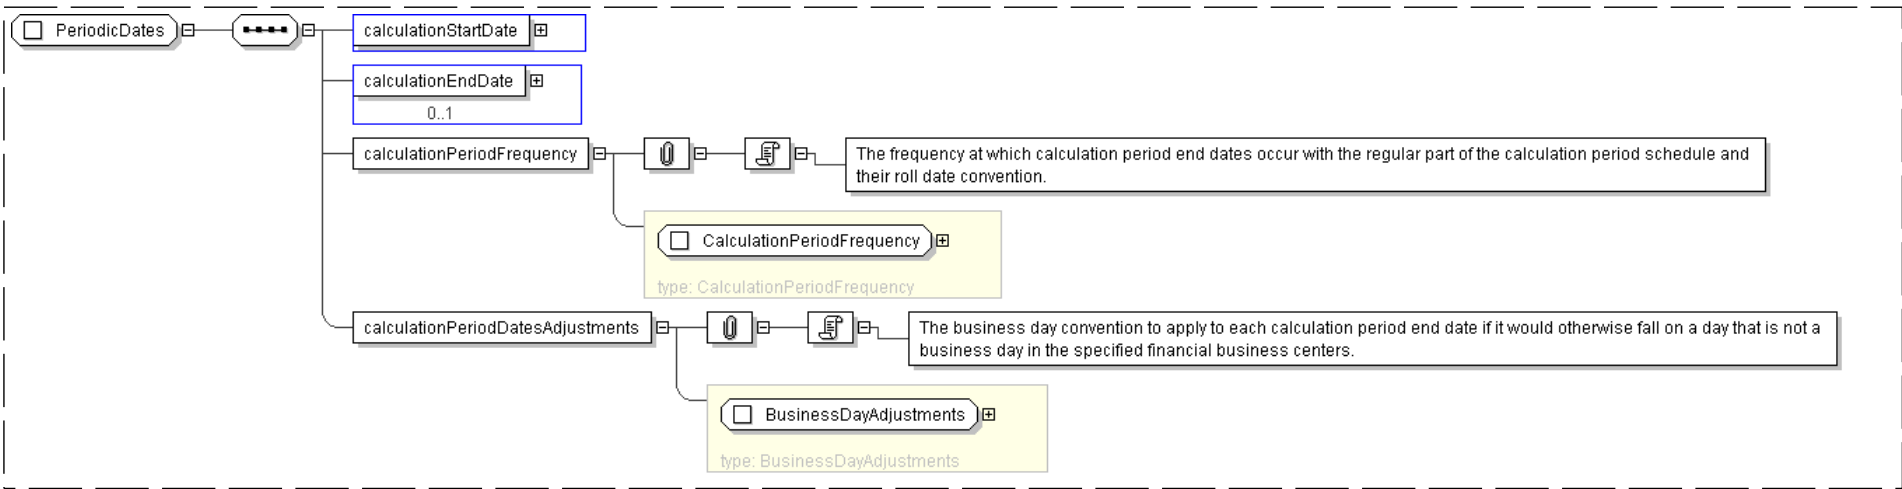 PeriodicDates
calculationStartDate
calculationEndDate
0..1
calculationPeriodFrequency
The frequency at which calculation period end dates occur with the regular part of the calculation period schedule and
their roll date convention.
CalculationPeriodFrequency
type: CalculationPeriodFrequency
calculationPeriodDatesAdjustments
The business day convention to apply to each calculation period end date if it would otherwise fall on a day that is not a
business day in the specified financial business centers.
BusinessDayAdjustments
type: BusinessDayAdjustments